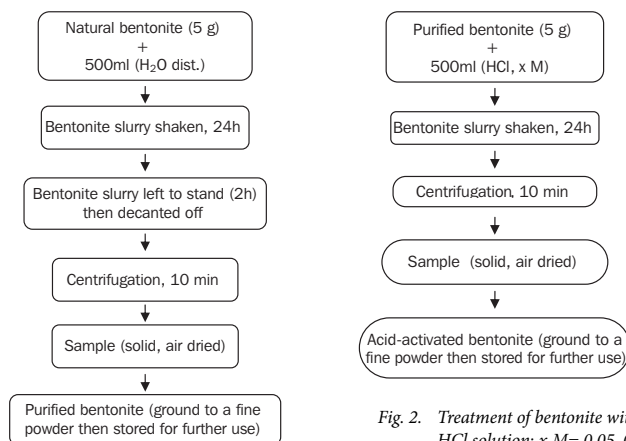 Natural bentonite (5 g)
+
500ml (H₂O dist.)
Bentonite slurry shaken, 24h
Bentonite slurry left to stand (2h)
then decanted off
Centrifugation, 10 min
Sample (solid, air dried)
Purified bentonite (ground to a fine
powder then stored for further use)
Purified bentonite (5 g)
+
500ml (HCl, x M)
Bentonite slurry shaken, 24h
Centrifugation, 10 min
Sample (solid, air dried)
Acid-activated bentonite (ground to a
fine powder then stored for further use)
Fig. 2. Treatment of bentonite
HCl solution; x M= 0.05,